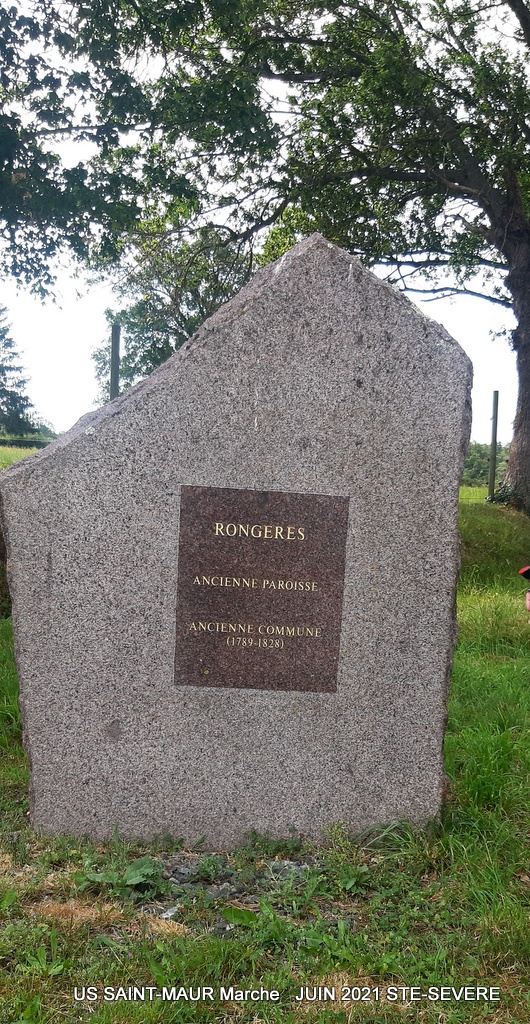 RONGERES
ANCIENNE PAROISSE
ANCIENNE COMMUNE
(1789-1828)
US SAINT-MAUR Marche JUIN 2021 STE-SEVERE